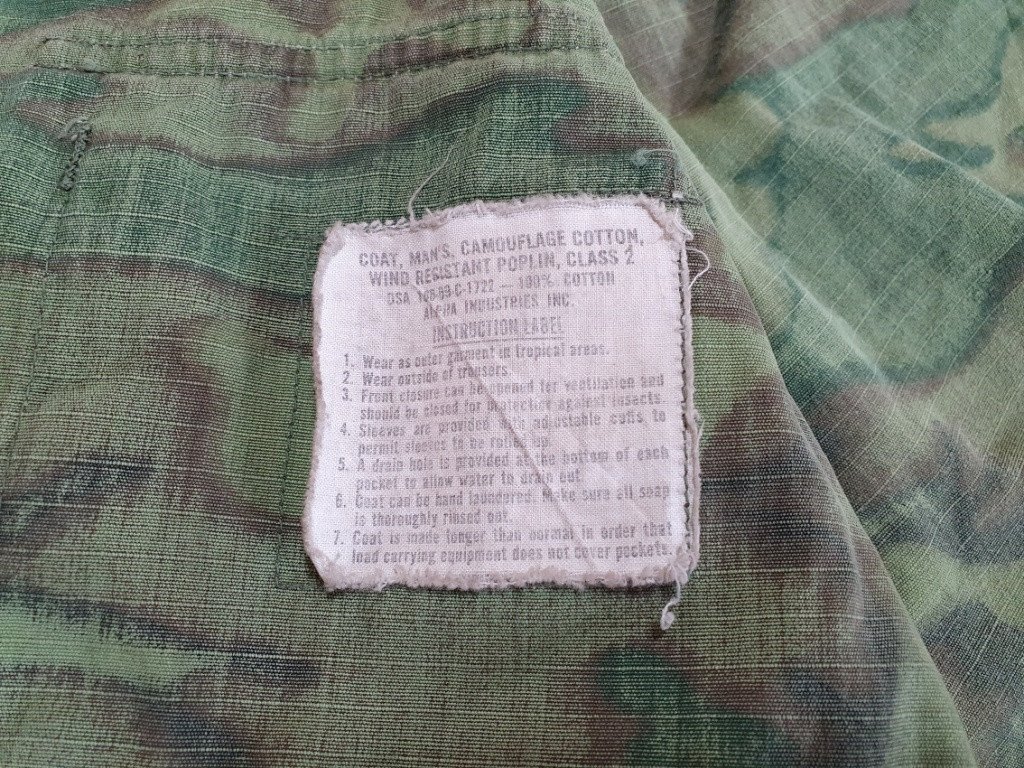 COAT, MAN'S, CAMOUFLAGE COTTON,
WIND RESISTANT POPLIN, CLASS 2
DSA 100-69-C-1722 — 100% COTTON
ALPHA INDUSTRIES INC.
INSTRUCTION LABEL
1. Wear as outer garment in tropical areas.
2. Wear outside of trousers.
3. Front closure can be opened for ventilation and
should be closed for protection against insects.
4. Sleeves are provided with adjustable cuffs to
permit sleeves to be rolled up.
5. A drain hole is provided at the bottom of each
pocket to allow water to drain out.
6. Coat can be hand laundered. Make sure all soap
is thoroughly rinsed out.
7. Coat is made longer than normal in order that
load carrying equipment does not cover pockets.